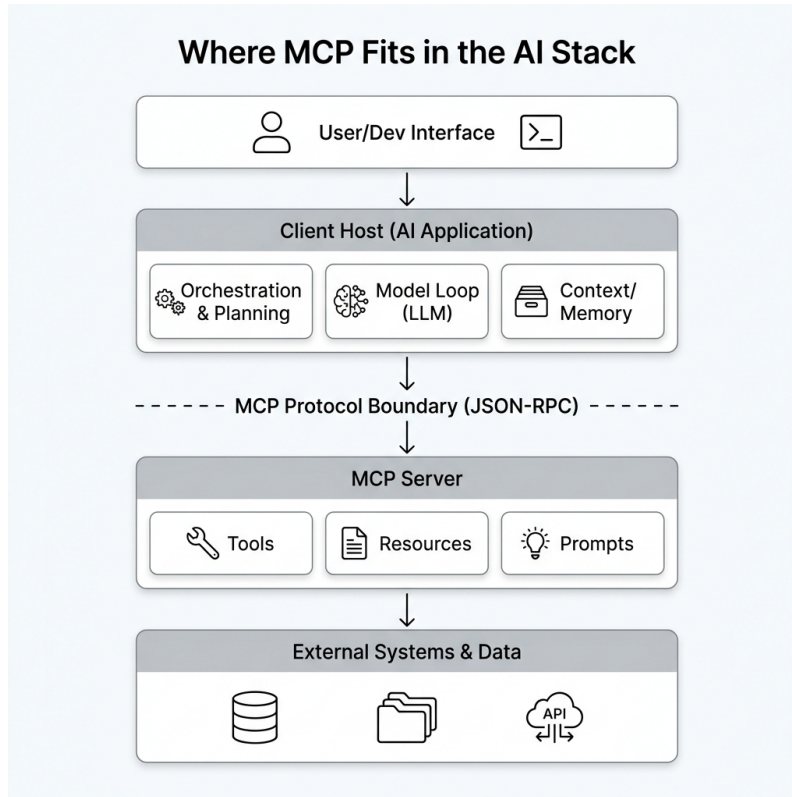 Where MCP Fits in the AI Stack
User/Dev Interface
>_
Client Host (AI Application)
Orchestration
& Planning
Model Loop
(LLM)
Context/
Memory
MCP Protocol Boundary (JSON-RPC)
MCP Server
Tools
Resources
Prompts
External Systems & Data
API